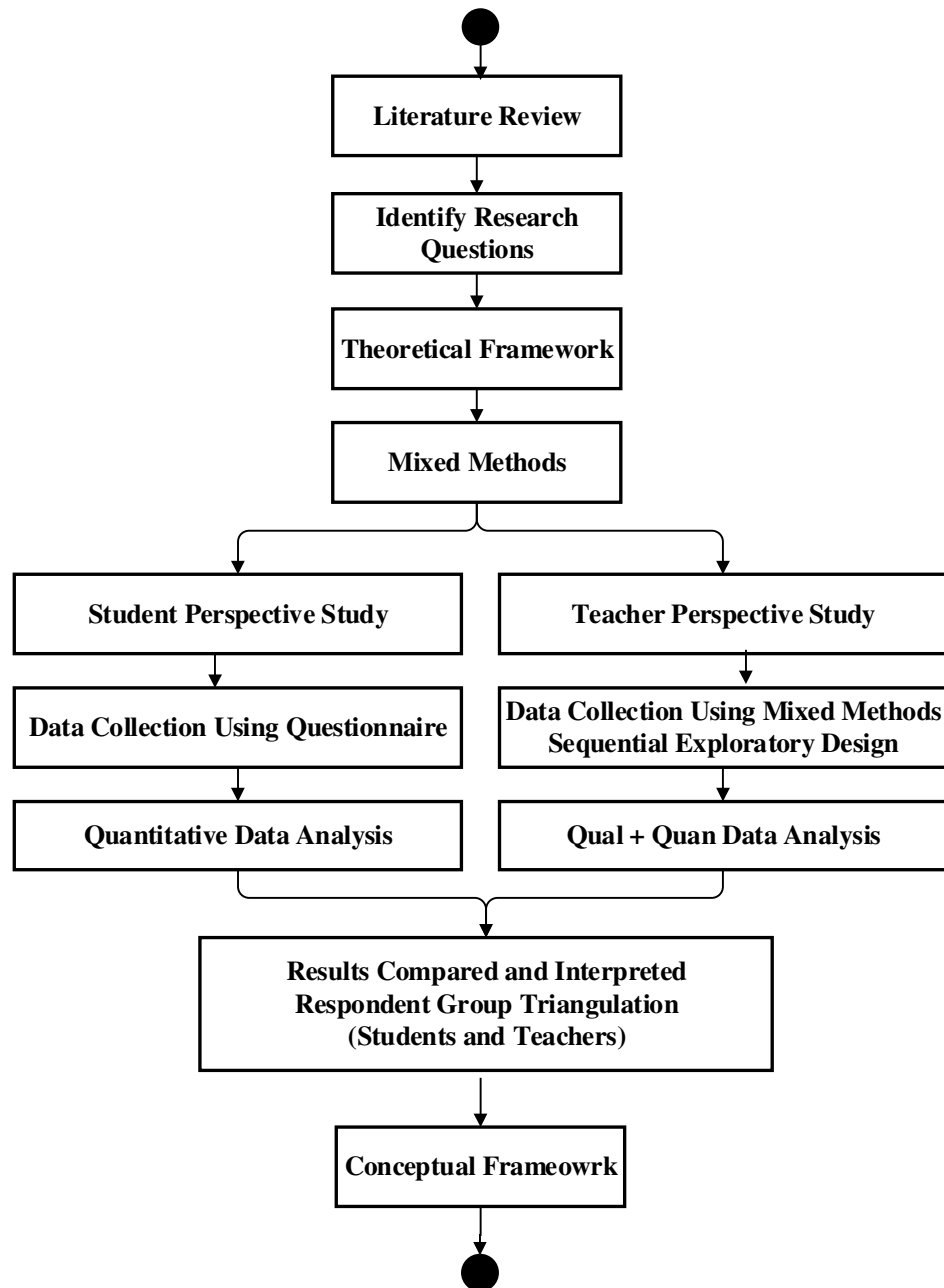 Literature Review
Identify Research
Questions
Theoretical Framework
Mixed Methods
Student Perspective Study
Teacher Perspective Study
Data Collection Using Questionnaire
Data Collection Using Mixed Methods
Sequential Exploratory Design
Quantitative Data Analysis
Qual + Quan Data Analysis
Results Compared and Interpreted
Respondent Group Triangulation
(Students and Teachers)
Conceptual Frameowrk